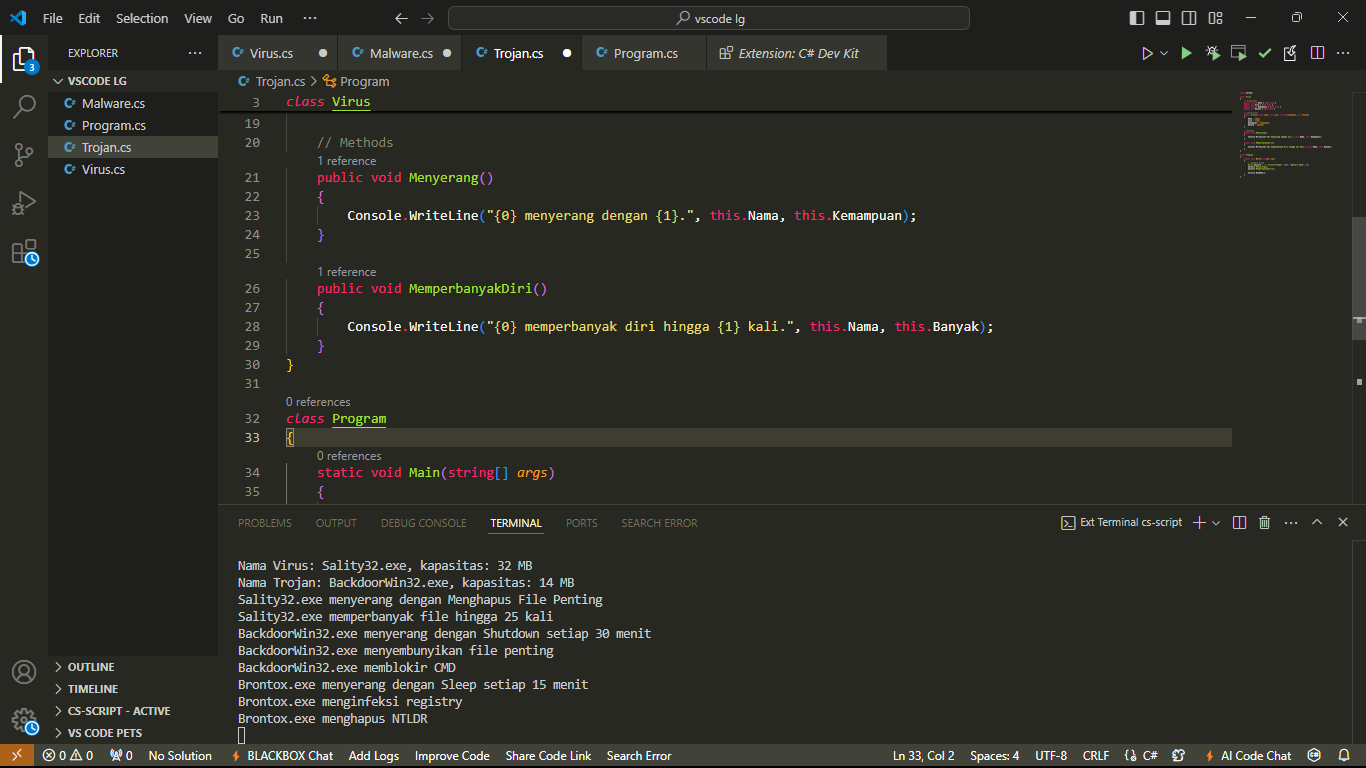 File Edit Selection View Go Run ··· vscode lg
EXPLORER ···
Virus.cs Malware.cs Trojan.cs Program.cs Extension: C# Dev Kit
VSCODE LG
Malware.cs
Program.cs
Trojan.cs
Virus.cs
3
Trojan.cs > Program
3 class Virus
19
20 // Methods
1 reference
21 public void Menyerang()
22 {
23 Console.WriteLine("{0} menyerang dengan {1}.", this.Nama, this.Kemampuan);
24 }
25
1 reference
26 public void MemperbanyakDiri()
27 {
28 Console.WriteLine("{0} memperbanyak diri hingga {1} kali.", this.Nama, this.Banyak);
29 }
30 }
31
0 references
32 class Program
33 {
0 references
34 static void Main(string[] args)
35 {
PROBLEMS OUTPUT DEBUG CONSOLE TERMINAL PORTS SEARCH ERROR Ext Terminal cs-script
Nama Virus: Sality32.exe, kapasitas: 32 MB
Nama Trojan: BackdoorWin32.exe, kapasitas: 14 MB
Sality32.exe menyerang dengan Menghapus File Penting
Sality32.exe memperbanyak file hingga 25 kali
BackdoorWin32.exe menyerang dengan Shutdown setiap 30 menit
BackdoorWin32.exe menyembunyikan file penting
BackdoorWin32.exe memblokir CMD
Brontox.exe menyerang dengan Sleep setiap 15 menit
Brontox.exe menginfeksi registry
Brontox.exe menghapus NTLDR
OUTLINE
TIMELINE
CS-SCRIPT - ACTIVE
VS CODE PETS
0 0 0 No Solution BLACKBOX Chat Add Logs Improve Code Share Code Link Search Error Ln 33, Col 2 Spaces: 4 UTF-8 CRLF {} C# AI Code Chat